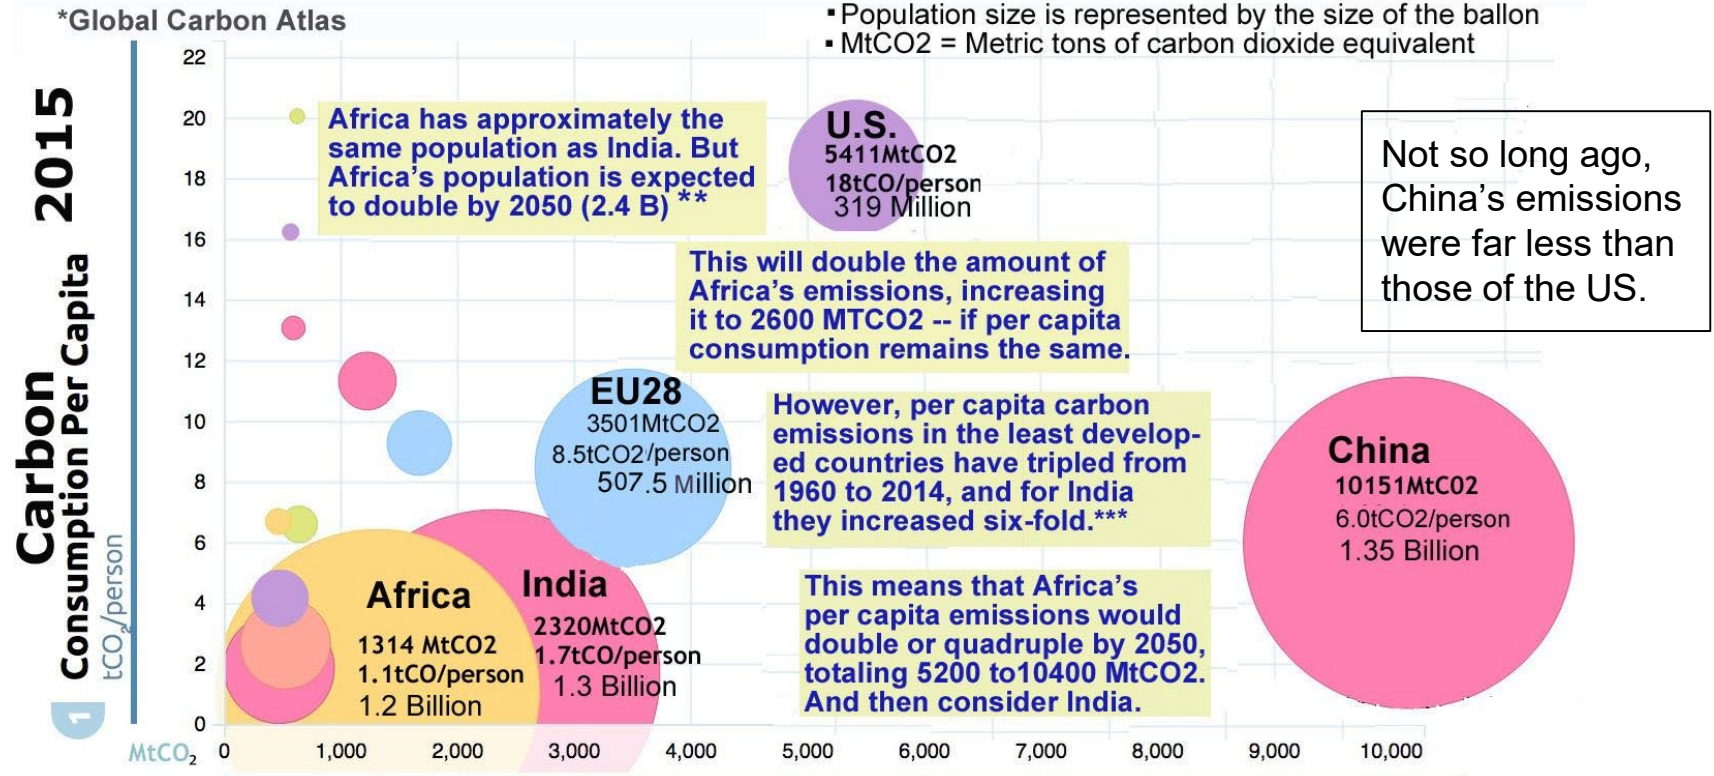 *Global Carbon Atlas
▪Population size is represented by the size of the ballon
▪ MtCO2 = Metric tons of carbon dioxide equivalent
Carbon 2015
Consumption Per Capita
tCO2/person
1
22
20
18
16
14
12
10
8
6
4
2
0
MtCO2
0 1,000 2,000 3,000 4,000 5,000 6,000 7,000 8,000 9,000 10,000
Africa has approximately the
same population as India. But
Africa's population is expected
to double by 2050 (2.4 B) **
U.S.
5411MtCO2
18tCO/person
319 Million
Not so long ago,
China's emissions
were far less than
those of the US.
This will double the amount of
Africa's emissions, increasing
it to 2600 MTCO2 -- if per capita
consumption remains the same.
EU28
3501MtCO2
8.5tCO2/person
507.5 Million
However, per capita carbon
emissions in the least develop-
ed countries have tripled from
1960 to 2014, and for India
they increased six-fold.***
China
10151MtCO2
6.0tCO2/person
1.35 Billion
Africa
1314 MtCO2
1.1tCO/person
1.2 Billion
India
2320MtCO2
1.7tCO/person
1.3 Billion
This means that Africa's
per capita emissions would
double or quadruple by 2050,
totaling 5200 to10400 MtCO2.
And then consider India.